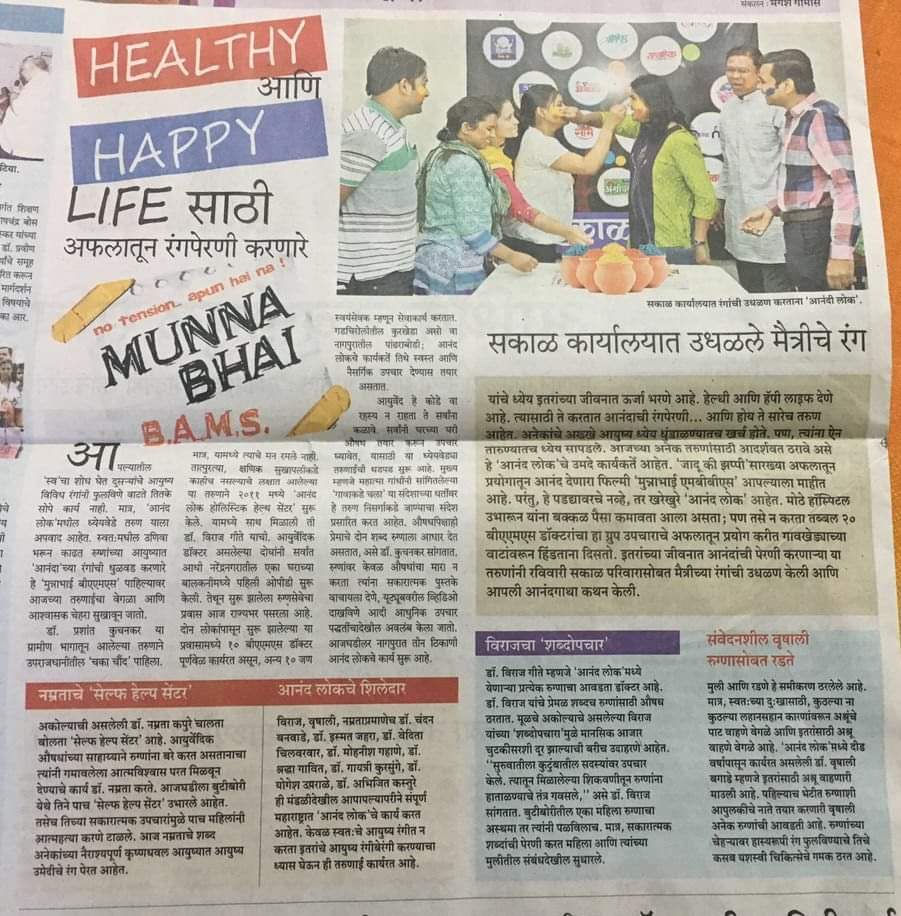 संकलन : मंगेश गोमासे
HEALTHY
आणि
HAPPY
LIFE साठी
अफलातून रंगपेरणी करणारे
no tension.. apun hai na !
MUNNA
BHAI
B.A.M.S.
आपल्यातील
'स्व'चा शोध घेत दुसऱ्यांचे आयुष्य
विविध रंगांनी फुलविणे वाटते तितके
सोपे कार्य नाही. मात्र, 'आनंद
लोक'मधील ध्येयवेडे तरुण याला
अपवाद आहेत. स्वत:मधील उणिवा
भरून काढत रुग्णांच्या आयुष्यात
'आनंदा'च्या रंगांची धुळवड करणारे
हे 'मुन्नाभाई बीएएमएस' पाहिल्यावर
आजच्या तरुणाईचा वेगळा आणि
आश्वासक चेहरा सुखावून जातो.
डॉ. प्रशांत कुचनकर या
ग्रामीण भागातून आलेल्या तरुणाने
उपराजधानीतील 'चका चौंद' पाहिला.
मात्र, यामध्ये त्याचे मन रमले नाही.
तात्पुरत्या, क्षणिक सुखापलीकडे
काहीच नसल्याचे लक्षात आलेल्या
या तरुणाने २०११ मध्ये 'आनंद
लोक होलिस्टिक हेल्थ सेंटर' सुरू
केले. यामध्ये साथ मिळाली ती
डॉ. विराज गीते यांची. आयुर्वेदिक
डॉक्टर असलेल्या दोघांनी सर्वात
आधी नरेंद्रनगरातील एका घराच्या
बालकनीमध्ये पहिली ओपीडी सुरू
केली. तेथून सुरू झालेला रुग्णसेवेचा
प्रवास आज राज्यभर पसरला आहे.
दोन लोकांपासून सुरू झालेल्या या
प्रवासामध्ये १० बीएएमएस डॉक्टर
पूर्णवेळ कार्यरत असून, अन्य १० जण
स्वयंसेवक म्हणून सेवाकार्य करतात.
गडचिरोलीतील कुरखेडा असो वा
नागपुरातील पांढराबोडी; आनंद
लोकचे कार्यकर्ते तिथे स्वस्त आणि
नैसर्गिक उपचार देण्यास तयार
असतात.
आयुर्वेद हे कोडे वा
रहस्य न राहता ते सर्वांना
कळावे. सर्वांनी घरच्या घरी
औषध तयार करून उपचार
घ्यावेत, यासाठी या ध्येयवेड्या
तरुणाईची धडपड सुरू आहे. मुख्य
म्हणजे महात्मा गांधींनी सांगितलेल्या
'गावाकडे चला' या संदेशाच्या धर्तीवर
हे तरुण निसर्गाकडे जाण्याचा संदेश
प्रसारित करत आहेत. औषधापेक्षाही
प्रेमाचे दोन शब्द रुग्णाला आधार देत
असतात, असे डॉ. कुचनकर सांगतात.
रुग्णांवर केवळ औषधांचा मारा न
करता त्यांना सकारात्मक पुस्तके
वाचायला देणे, यूट्यूबवरील व्हिडिओ
दाखविणे आदी आधुनिक उपचार
पद्धतींचादेखील अवलंब केला जातो.
आजघडीला नागपुरात तीन ठिकाणी
आनंद लोकचे कार्य सुरू आहे.
सकाळ कार्यालयात रंगांची उधळण करताना 'आनंदी लोक'.
सकाळ कार्यालयात उधळले मैत्रीचे रंग
यांचे ध्येय इतरांच्या जीवनात ऊर्जा भरणे आहे. हेल्धी आणि हॅपी लाइफ देणे
आहे. त्यासाठी ते करतात आनंदाची रंगपेरणी... आणि होय ते सारेच तरुण
आहेत. अनेकांचे अख्खे आयुष्य ध्येय धुंडाळण्यातच खर्च होते. पण, त्यांना ऐन
तारुण्यातच ध्येय सापडले. आजच्या अनेक तरुणांसाठी आदर्शवत ठरावे असे
हे 'आनंद लोक'चे उमदे कार्यकर्ते आहेत. 'जादू की झप्पी'सारख्या अफलातून
प्रयोगातून आनंद देणारा फिल्मी 'मुन्नाभाई एमबीबीएस' आपल्याला माहीत
आहे. परंतु, हे पडद्यावरचे नव्हे, तर खरेखुरे 'आनंद लोक' आहेत. मोठे हॉस्पिटल
उभारून यांना बक्कळ पैसा कमावता आला असता; पण तसे न करता तब्बल २०
बीएएमएस डॉक्टरांचा हा ग्रुप उपचाराचे अफलातून प्रयोग करीत गावखेड्याच्या
वाटांवरून हिंडताना दिसतो. इतरांच्या जीवनात आनंदांची पेरणी करणाऱ्या या
तरुणांनी रविवारी सकाळ परिवारासोबत मैत्रीच्या रंगांची उधळण केली आणि
आपली आनंदगाथा कथन केली.
नम्रताचे 'सेल्फ हेल्प सेंटर'
अकोल्याची असलेली डॉ. नम्रता कपुरे चालता
बोलता 'सेल्फ हेल्प सेंटर' आहे. आयुर्वेदिक
औषधांच्या साहाय्याने रुग्णांना बरे करत असतानाचा
त्यांनी गमावलेला आत्मविश्वास परत मिळवून
देण्याचे कार्य डॉ. नम्रता करते. आजघडीला बुटीबोरी
येथे तिने पाच 'सेल्फ हेल्प सेंटर' उभारले आहेत.
तसेच तिच्या सकारात्मक उपचारांमुळे पाच महिलांनी
आत्महत्या करणे टाळले. आज नम्रताचे शब्द
अनेकांच्या नैराश्यपूर्ण कृष्णधवल आयुष्यात आयुष्य
उमेदीचे रंग पेरत आहेत.
आनंद लोकचे शिलेदार
विराज, वृषाली, नम्रताप्रमाणेच डॉ. चंदन
बनवाडे, डॉ. इस्मत जहरा, डॉ. वेदिता
चिलवरवार, डॉ. मोहनीश गहाणे, डॉ.
श्रद्धा गावित, डॉ. गायत्री कुरसुंगे, डॉ.
योगेश उमराळे, डॉ. अभिजित कस्तुरे
ही मंडळीदेखील आपापल्यापरीने संपूर्ण
महाराष्ट्रात 'आनंद लोक'चे कार्य करत
आहेत. केवळ स्वत:चे आयुष्य रंगीत न
करता इतरांचे आयुष्य रंगीबेरंगी करण्याचा
ध्यास घेऊन ही तरुणाई कार्यरत आहे.
विराजचा 'शब्दोपचार'
डॉ. विराज गीते म्हणजे 'आनंद लोक'मध्ये
येणाऱ्या प्रत्येक रुग्णाचा आवडता डॉक्टर आहे.
डॉ. विराज यांचे प्रेमळ शब्दच रुग्णांसाठी औषध
ठरतात. मूळचे अकोल्याचे असलेल्या विराज
यांच्या 'शब्दोपचारा'मुळे मानसिक आजार
चुटकीसरशी दूर झाल्याची बरीच उदाहरणे आहेत.
"सुरुवातीला कुटुंबातील सदस्यांवर उपचार
केले. त्यातून मिळालेल्या शिकवणीतून रुग्णांना
हाताळण्याचे तंत्र गवसले,'' असे डॉ. विराज
सांगतात. बुटीबोरीतील एका महिला रुग्णाचा
अस्थमा तर त्यांनी पळविलाच. मात्र, सकारात्मक
शब्दांची पेरणी करत महिला आणि त्यांच्या
मुलीतील संबंधदेखील सुधारले.
संवेदनशील वृषाली
रुग्णासोबत रडते
मुली आणि रडणे हे समीकरण ठरलेले आहे.
मात्र, स्वत:च्या दु:खासाठी, कुठल्या ना
कुठल्या लहानसहान कारणांवरून अश्रूंचे
पाट वाहणे वेगळे आणि इतरांसाठी अश्रू
वाहणे वेगळे आहे. 'आनंद लोक'मध्ये दीड
वर्षापासून कार्यरत असलेली डॉ. वृषाली
बगाडे म्हणजे इतरांसाठी अश्रू वाहणारी
माउली आहे. पहिल्याच भेटीत रुग्णाशी
आपुलकीचे नाते तयार करणारी वृषाली
अनेक रुग्णांची आवडती आहे. रुग्णांच्या
चेहऱ्यावर हास्यरूपी रंग फुलविण्याचे तिचे
कसब यशस्वी चिकित्सेचे गमक ठरत आहे.